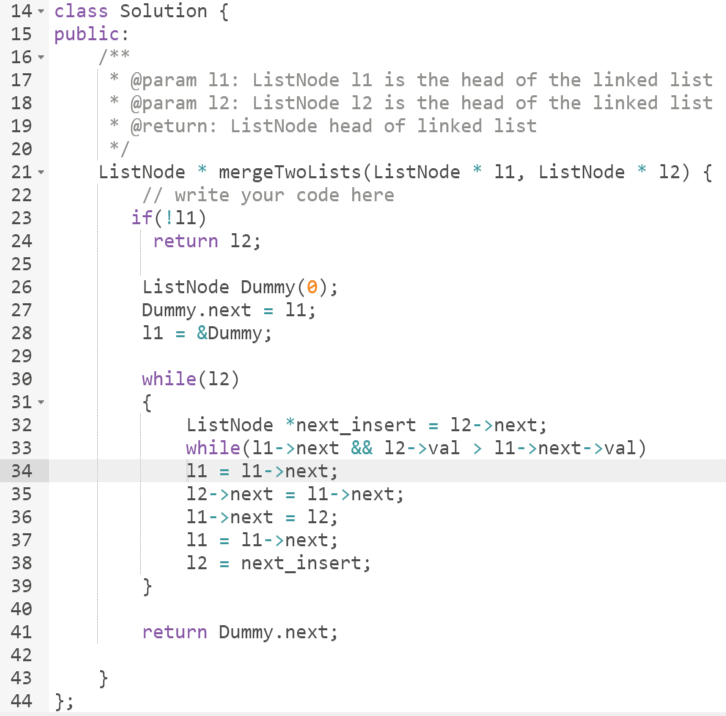 14 class Solution {
15 public:
16     /**
17      * @param l1: ListNode l1 is the head of the linked list
18      * @param l2: ListNode l2 is the head of the linked list
19      * @return: ListNode head of linked list
20      */
21     ListNode * mergeTwoLists(ListNode * l1, ListNode * l2) {
22         // write your code here
23        if(!l1)
24          return l2;
25
26         ListNode Dummy(0);
27         Dummy.next = l1;
28         l1 = &Dummy;
29
30         while(l2)
31         {
32             ListNode *next_insert = l2->next;
33             while(l1->next && l2->val > l1->next->val)
34             l1 = l1->next;
35             l2->next = l1->next;
36             l1->next = l2;
37             l1 = l1->next;
38             l2 = next_insert;
39         }
40
41         return Dummy.next;
42
43     }
44 };